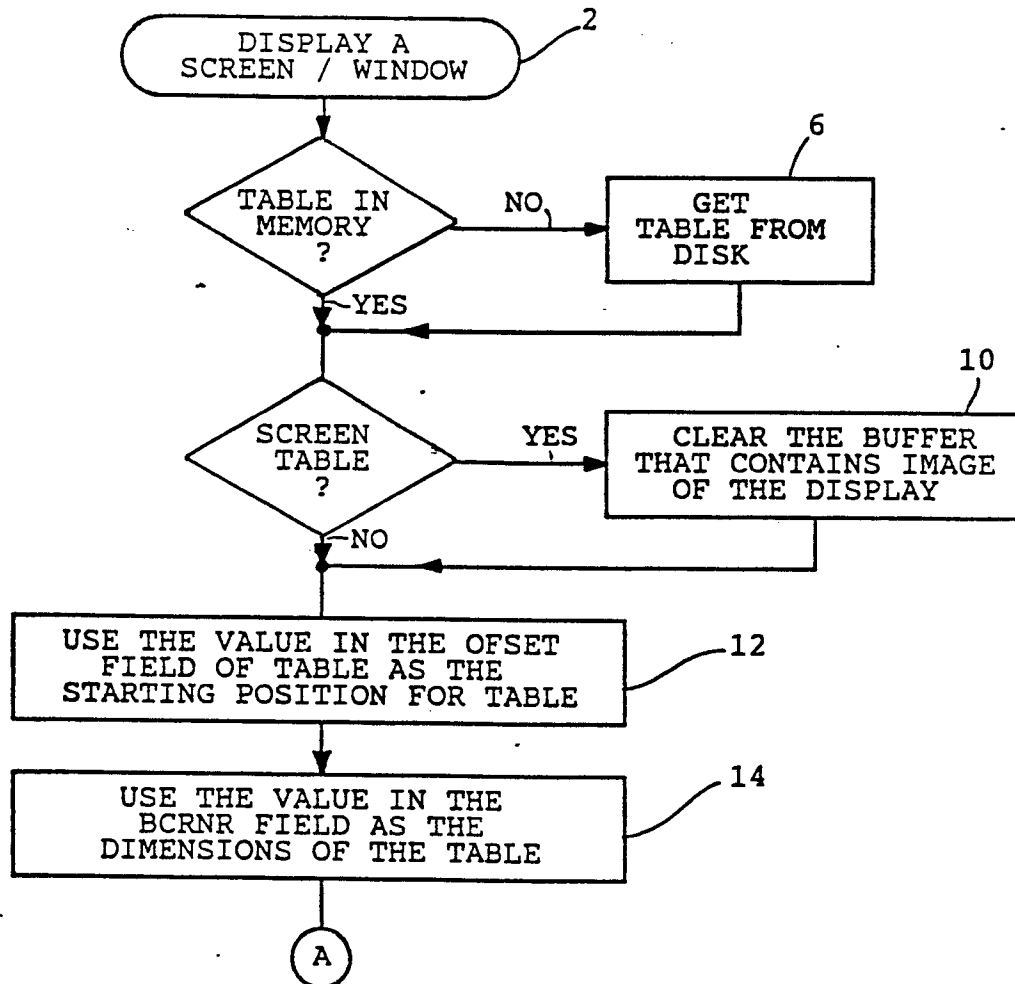 DISPLAY A
SCREEN / WINDOW
2
TABLE IN
MEMORY
?
NO
6
GET
TABLE FROM
DISK
YES
SCREEN
TABLE
?
YES
10
CLEAR THE BUFFER
THAT CONTAINS IMAGE
OF THE DISPLAY
NO
USE THE VALUE IN THE OFSET
FIELD OF TABLE AS THE
STARTING POSITION FOR TABLE
12
USE THE VALUE IN THE
BCRNR FIELD AS THE
DIMENSIONS OF THE TABLE
14
A